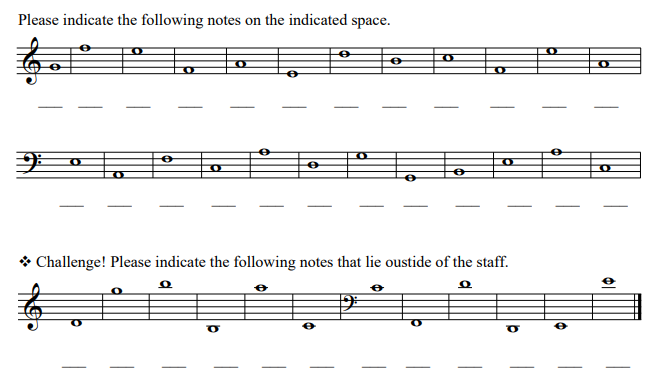 Please indicate the following notes on the indicated space.
❖ Challenge! Please indicate the following notes that lie oustide of the staff.